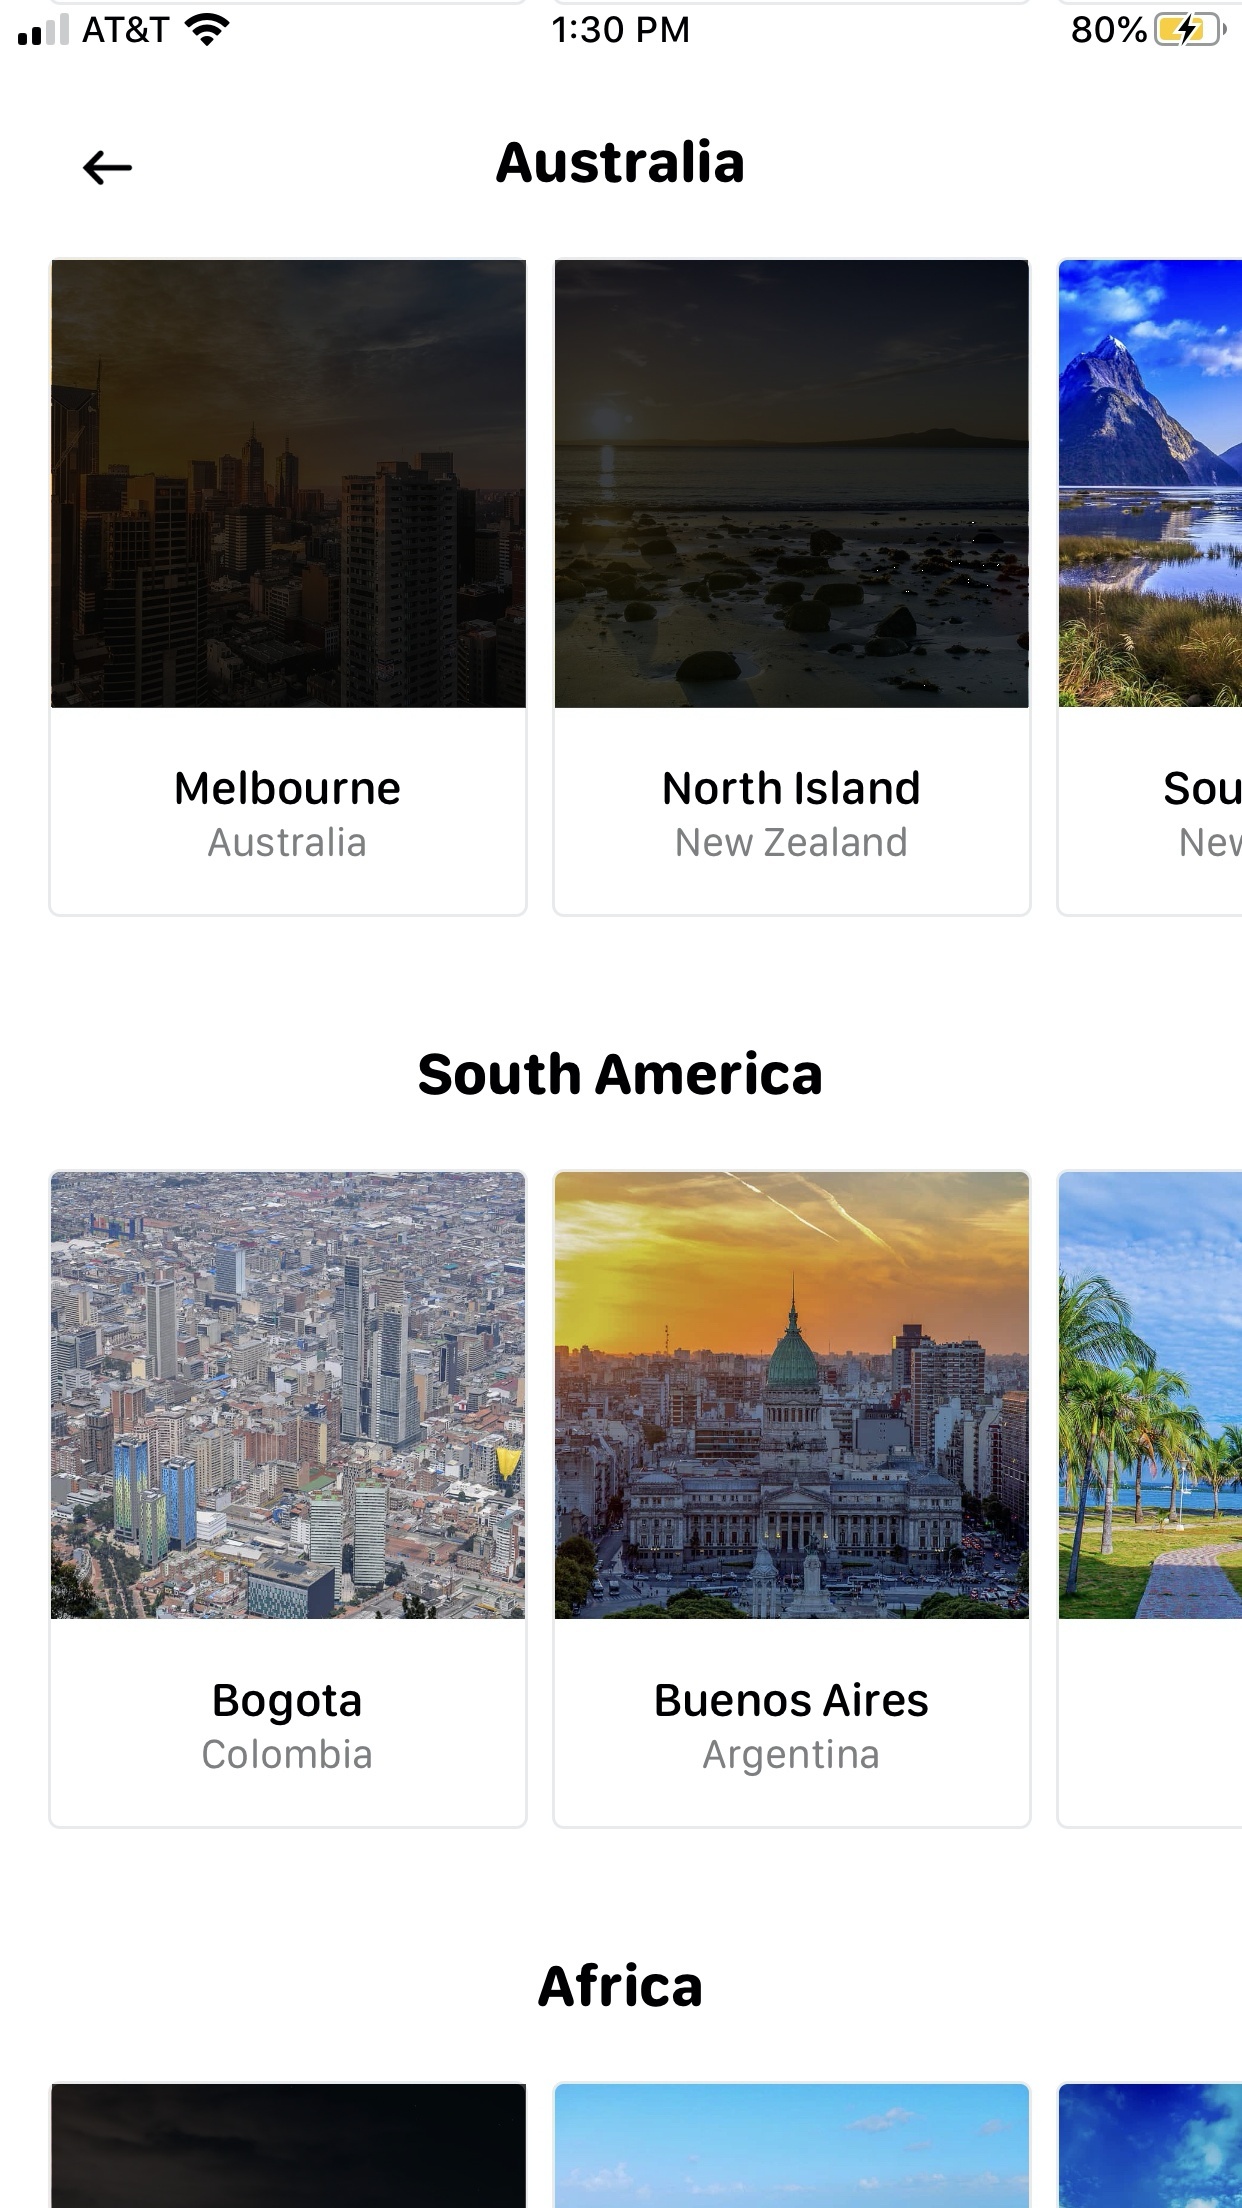 AT&T 1:30 PM 80%
Australia
Melbourne
Australia
North Island
New Zealand
Sou
New
South America
Bogota
Colombia
Buenos Aires
Argentina
Africa